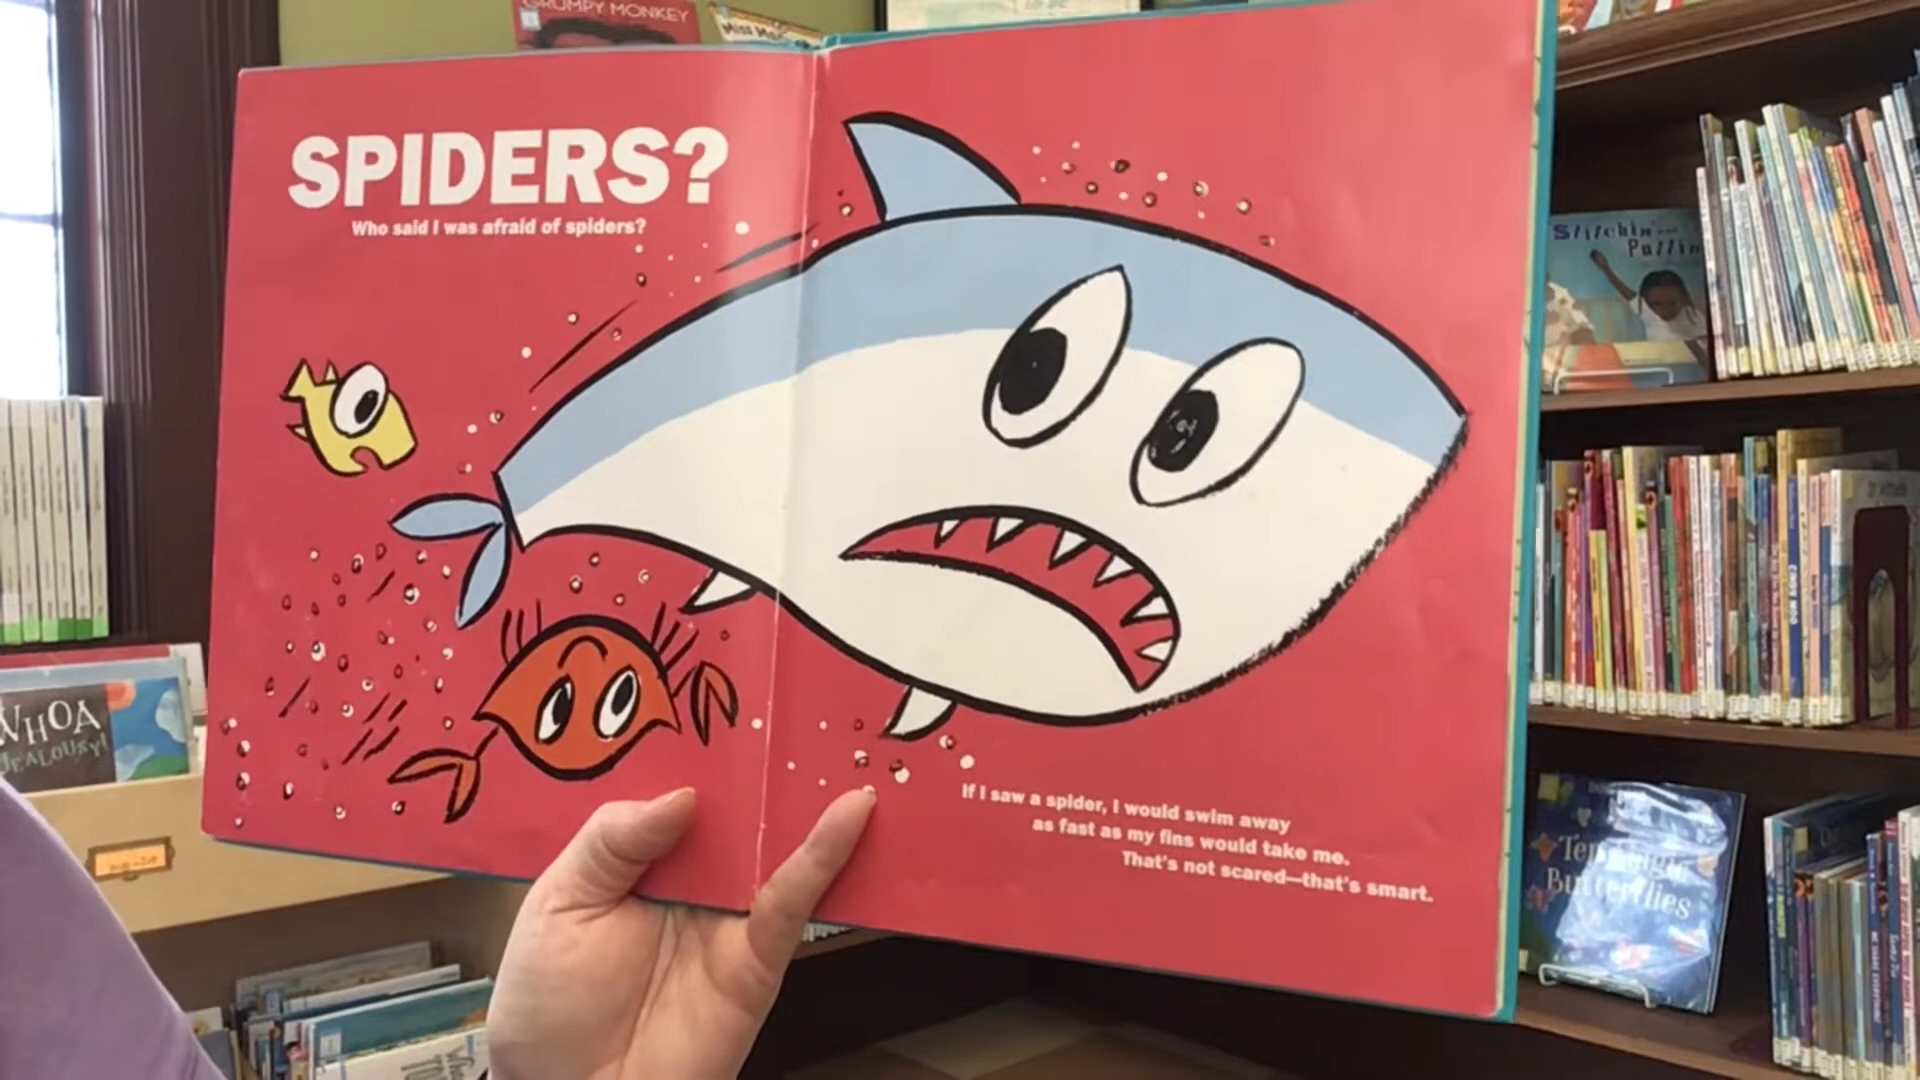 GRUMPY MONKEY
SPIDERS?
Who said I was afraid of spiders?
If I saw a spider, I would swim away
as fast as my fins would take me.
That's not scared—that's smart.
Stitchin' and
Pullin
WHOA
JEALOUSY!
Ten Magic
Butterflies